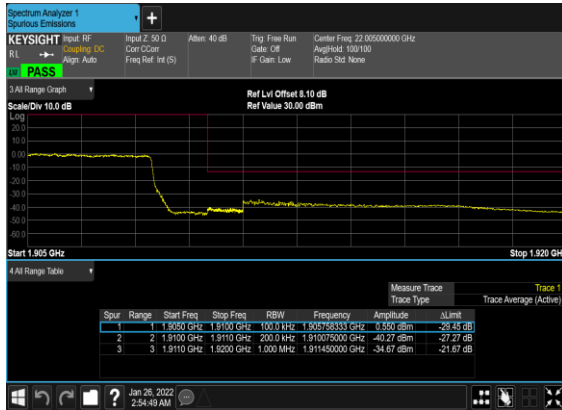 Spectrum Analyzer 1
Spurious Emissions
+
KEYSIGHT Input: RF Input Z: 50 Ω Atten: 40 dB Trig: Free Run Center Freq: 22.005000000 GHz
RL Coupling: DC Corr CCorr Gate: Off Avg|Hold: 100/100
Align: Auto Freq Ref: Int (S) IF Gain: Low Radio Std: None
LV PASS
3 All Range Graph
Ref Lvl Offset 8.10 dB
Scale/Div 10.0 dB Ref Value 30.00 dBm
Log
20.0
10.0
0.00
-10.0
-20.0
-30.0
-40.0
-50.0
-60.0
Start 1.905 GHz Stop 1.920 GH
4 All Range Table
Measure Trace Trace 1
Trace Type Trace Average (Active)
Spur Range Start Freq Stop Freq RBW Frequency Amplitude ΔLimit
1 1 1.9050 GHz 1.9100 GHz 100.0 kHz 1.905758333 GHz 0.550 dBm -29.45 dB
2 2 1.9100 GHz 1.9110 GHz 200.0 kHz 1.910075000 GHz -40.27 dBm -27.27 dB
3 3 1.9110 GHz 1.9200 GHz 1.000 MHz 1.911450000 GHz -34.67 dBm -21.67 dB
? Jan 26, 2022
2:54:49 AM